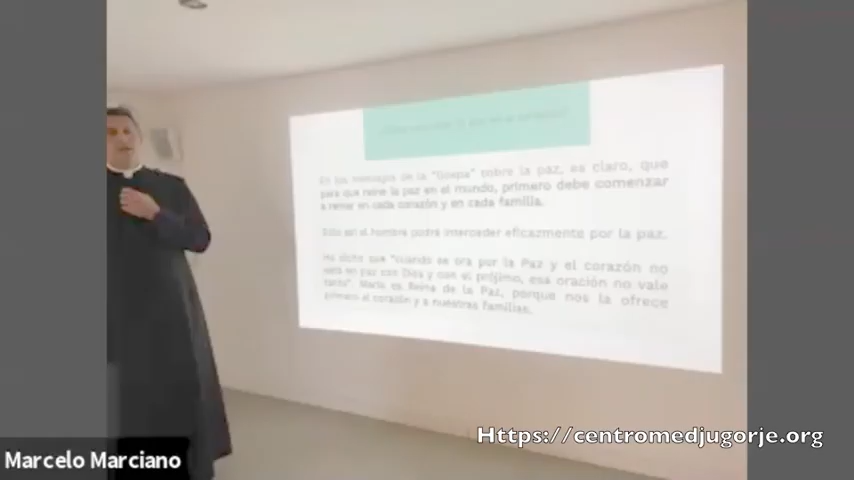 En los mensajes de la "Gospa" sobre la paz, es claro, que
para que reine la paz en el mundo, primero debe comenzar
a reinar en cada corazón y en cada familia.
Solo así el hombre podrá interceder eficazmente por la paz.
Ha dicho que "cuando se ora por la Paz y el corazón no
está en paz con Dios y con el prójimo, esa oración no vale
tanto". María es Reina de la Paz, porque nos la ofrece
primero al corazón y a nuestras familias.
Https://centromedjugorje.org
Marcelo Marciano